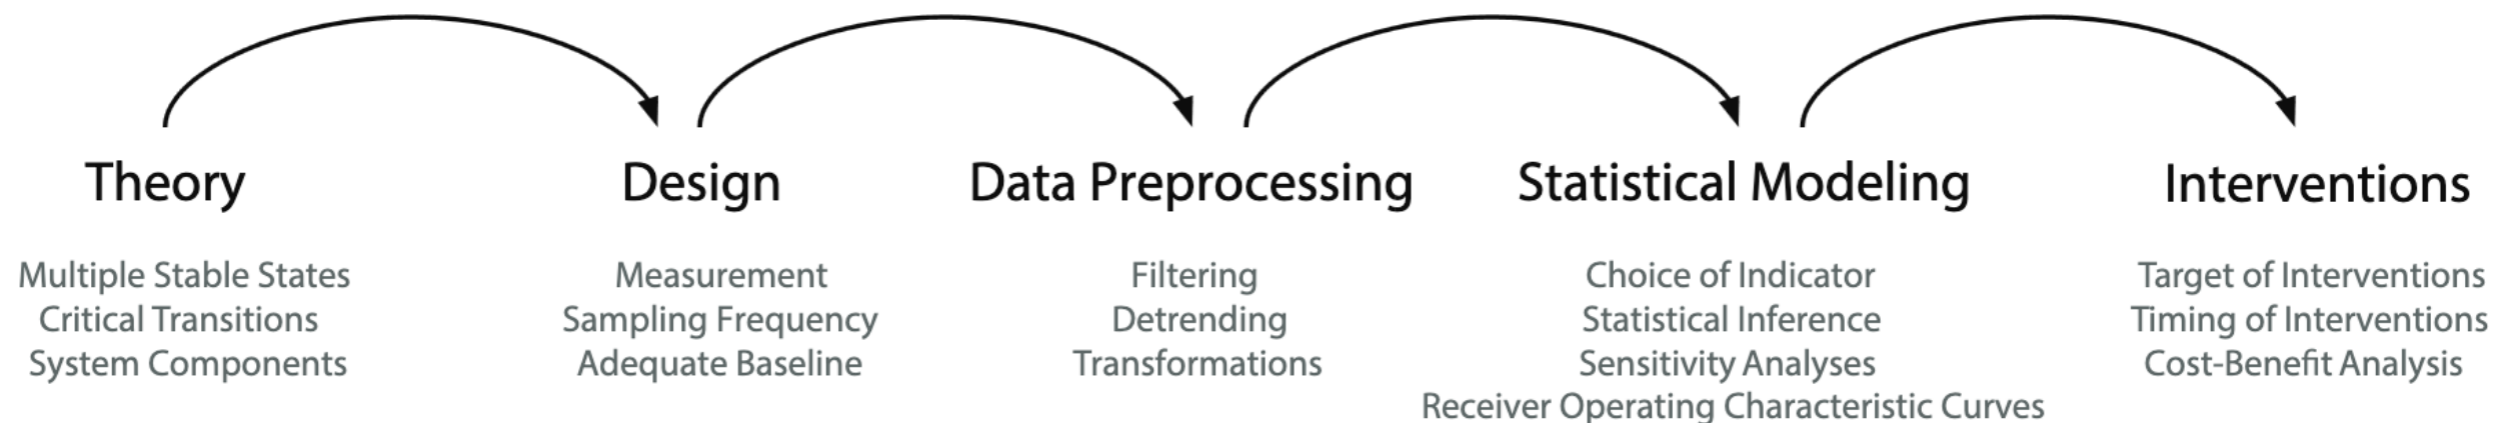 Theory
Multiple Stable States
Critical Transitions
System Components
Design
Measurement
Sampling Frequency
Adequate Baseline
Data Preprocessing
Filtering
Detrending
Transformations
Statistical Modeling
Choice of Indicator
Statistical Inference
Sensitivity Analyses
Receiver Operating Characteristic Curves
Interventions
Target of Interventions
Timing of Interventions
Cost-Benefit Analysis